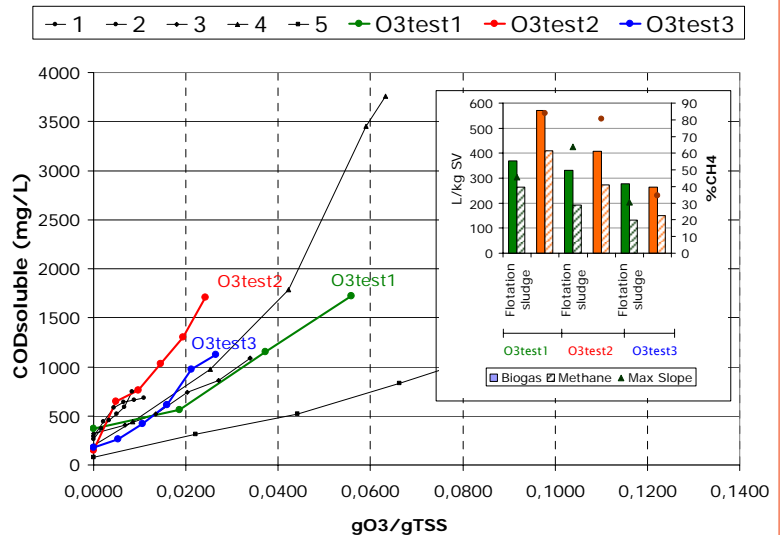 1 2 3 4 5 O3test1 O3test2 O3test3
CODsoluble (mg/L)
4000
3500
3000
2500
2000
1500
1000
500
0
0,0000 0,0200 0,0400 0,0600 0,0800 0,1000 0,1200 0,1400
gO3/gTSS
O3test2
O3test1
O3test3
L/kg SV
600
500
400
300
200
100
0
90
80
70
60
50
40
30
20
10
0
%CH4
Flotation
sludge
Flotation
sludge
Flotation
sludge
O3test1 O3test2 O3test3
Biogas Methane Max Slope